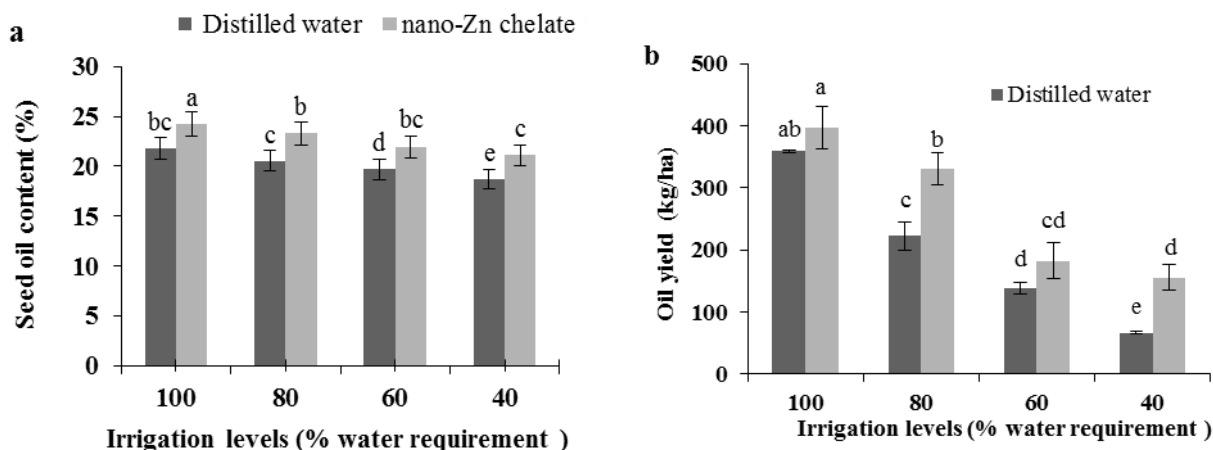 a
Distilled water
nano-Zn chelate
Seed oil content (%)
30
25
20
15
10
5
0
bc
a
c
b
d
bc
e
c
100
80
60
40
Irrigation levels (% water requirement )
b
Distilled water
Oil yield (kg/ha)
500
400
300
200
100
0
ab
a
c
b
d
cd
e
d
100
80
60
40
Irrigation levels (% water requirement )